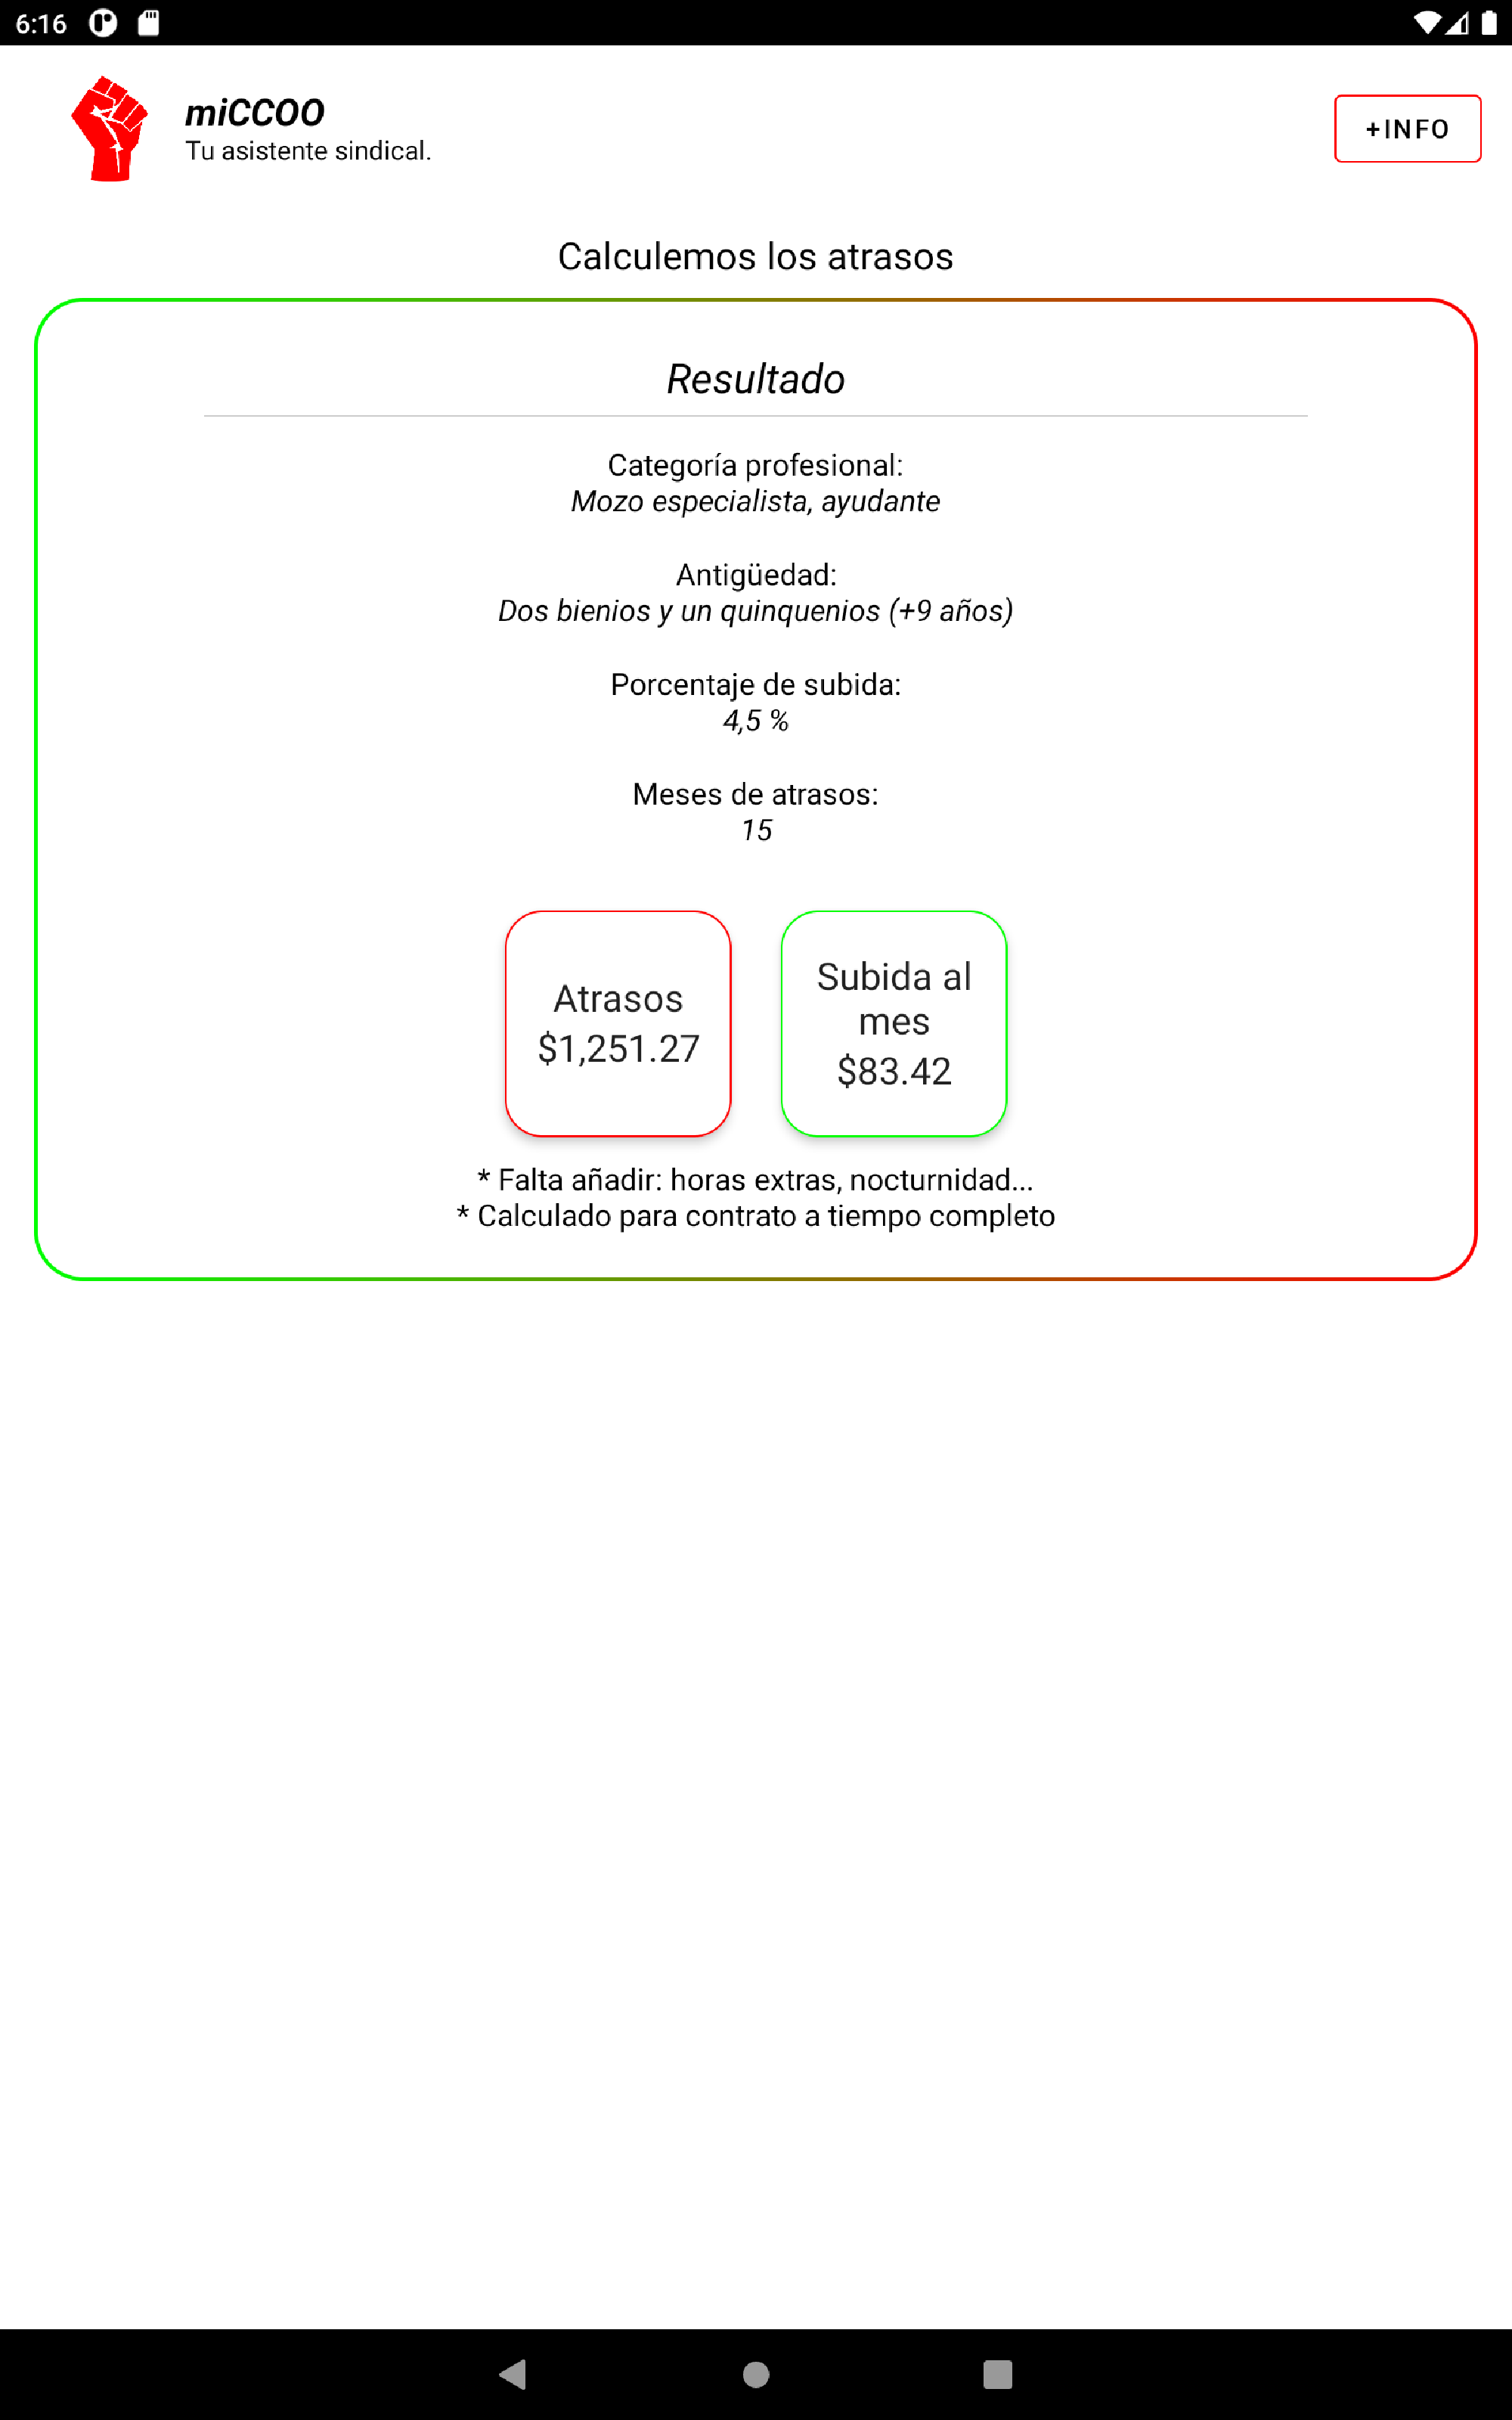 6:16
miCCOO
Tu asistente sindical.
+INFO
Calculemos los atrasos
Resultado
Categoría profesional:
Mozo especialista, ayudante
Antigüedad:
Dos bienios y un quinquenios (+9 años)
Porcentaje de subida:
4,5 %
Meses de atrasos:
15
Atrasos
$1,251.27
Subida al
mes
$83.42
* Falta añadir: horas extras, nocturnidad...
* Calculado para contrato a tiempo completo